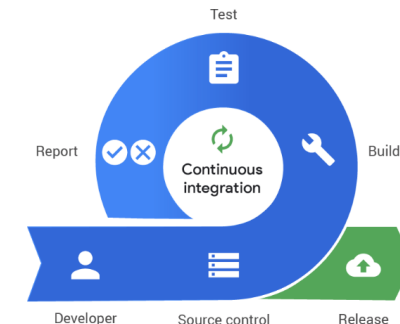 Test
Report
Build
Continuous
integration
Developer
Source control
Release